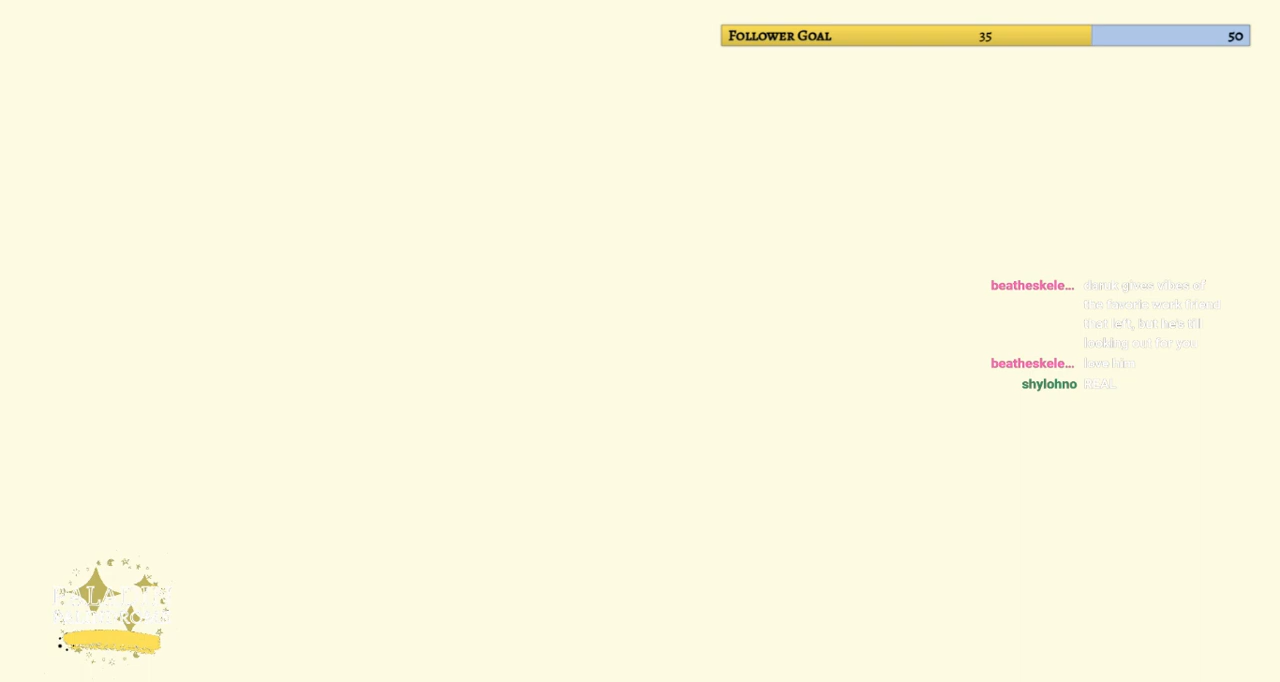 Follower Goal 35 50
beatheskele... gives vibes of
the favorite work friend
that left, but he's till
looking out for you
beatheskele... love him
shylohno REAL